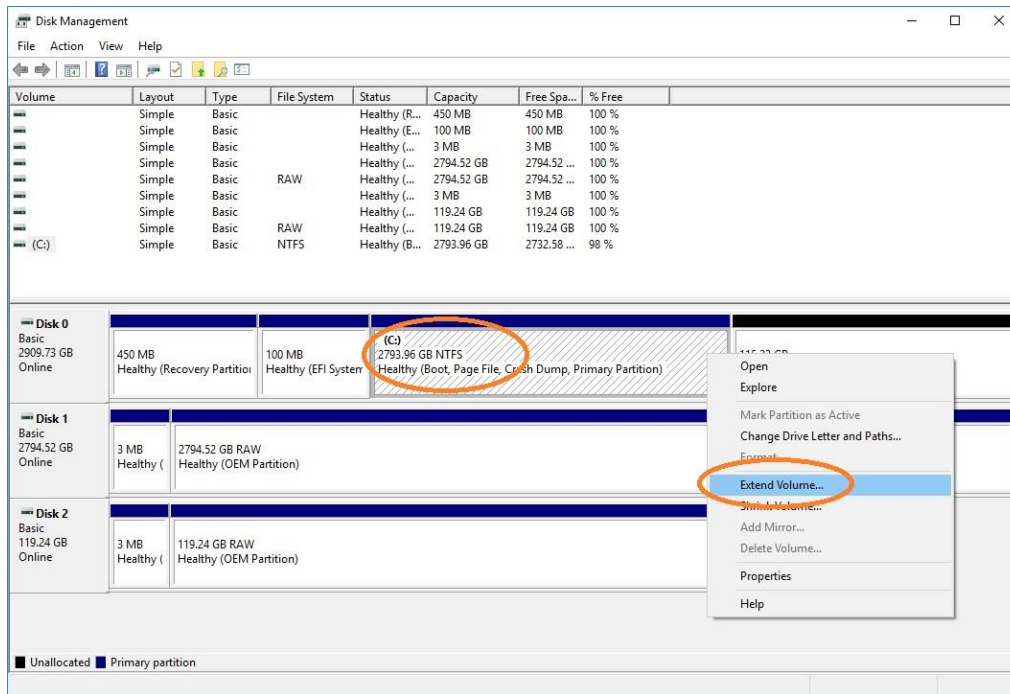 Disk Management
File Action View Help
Volume Layout Type File System Status Capacity Free Spa... % Free
Simple Basic Healthy (R... 450 MB 450 MB 100 %
Simple Basic Healthy (E... 100 MB 100 MB 100 %
Simple Basic Healthy (... 3 MB 3 MB 100 %
Simple Basic Healthy (... 2794.52 GB 2794.52 ... 100 %
Simple Basic RAW Healthy (... 2794.52 GB 2794.52 ... 100 %
Simple Basic Healthy (... 3 MB 3 MB 100 %
Simple Basic Healthy (... 119.24 GB 119.24 GB 100 %
Simple Basic RAW Healthy (... 119.24 GB 119.24 GB 100 %
(C:) Simple Basic NTFS Healthy (B... 2793.96 GB 2732.58 ... 98 %
Disk 0
Basic
2909.73 GB
Online
450 MB
Healthy (Recovery Partition
100 MB
Healthy (EFI System
(C:)
2793.96 GB NTFS
Healthy (Boot, Page File, Crash Dump, Primary Partition)
Disk 1
Basic
2794.52 GB
Online
3 MB
Healthy (
2794.52 GB RAW
Healthy (OEM Partition)
Disk 2
Basic
119.24 GB
Online
3 MB
Healthy (
119.24 GB RAW
Healthy (OEM Partition)
Open
Explore
Mark Partition as Active
Change Drive Letter and Paths...
Format...
Extend Volume...
Shrink Volume...
Add Mirror...
Delete Volume...
Properties
Help
Unallocated Primary partition